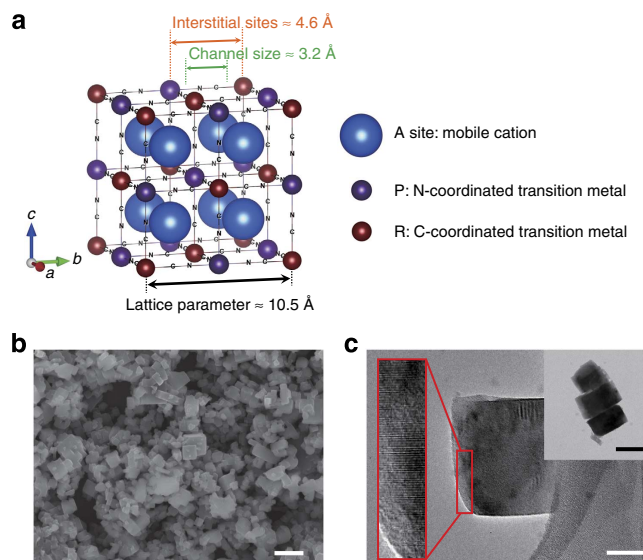 a
Interstitial sites ≈ 4.6 Å
Channel size ≈ 3.2 Å
A site: mobile cation
P: N-coordinated transition metal
R: C-coordinated transition metal
c
b
a
Lattice parameter ≈ 10.5 Å
b
c